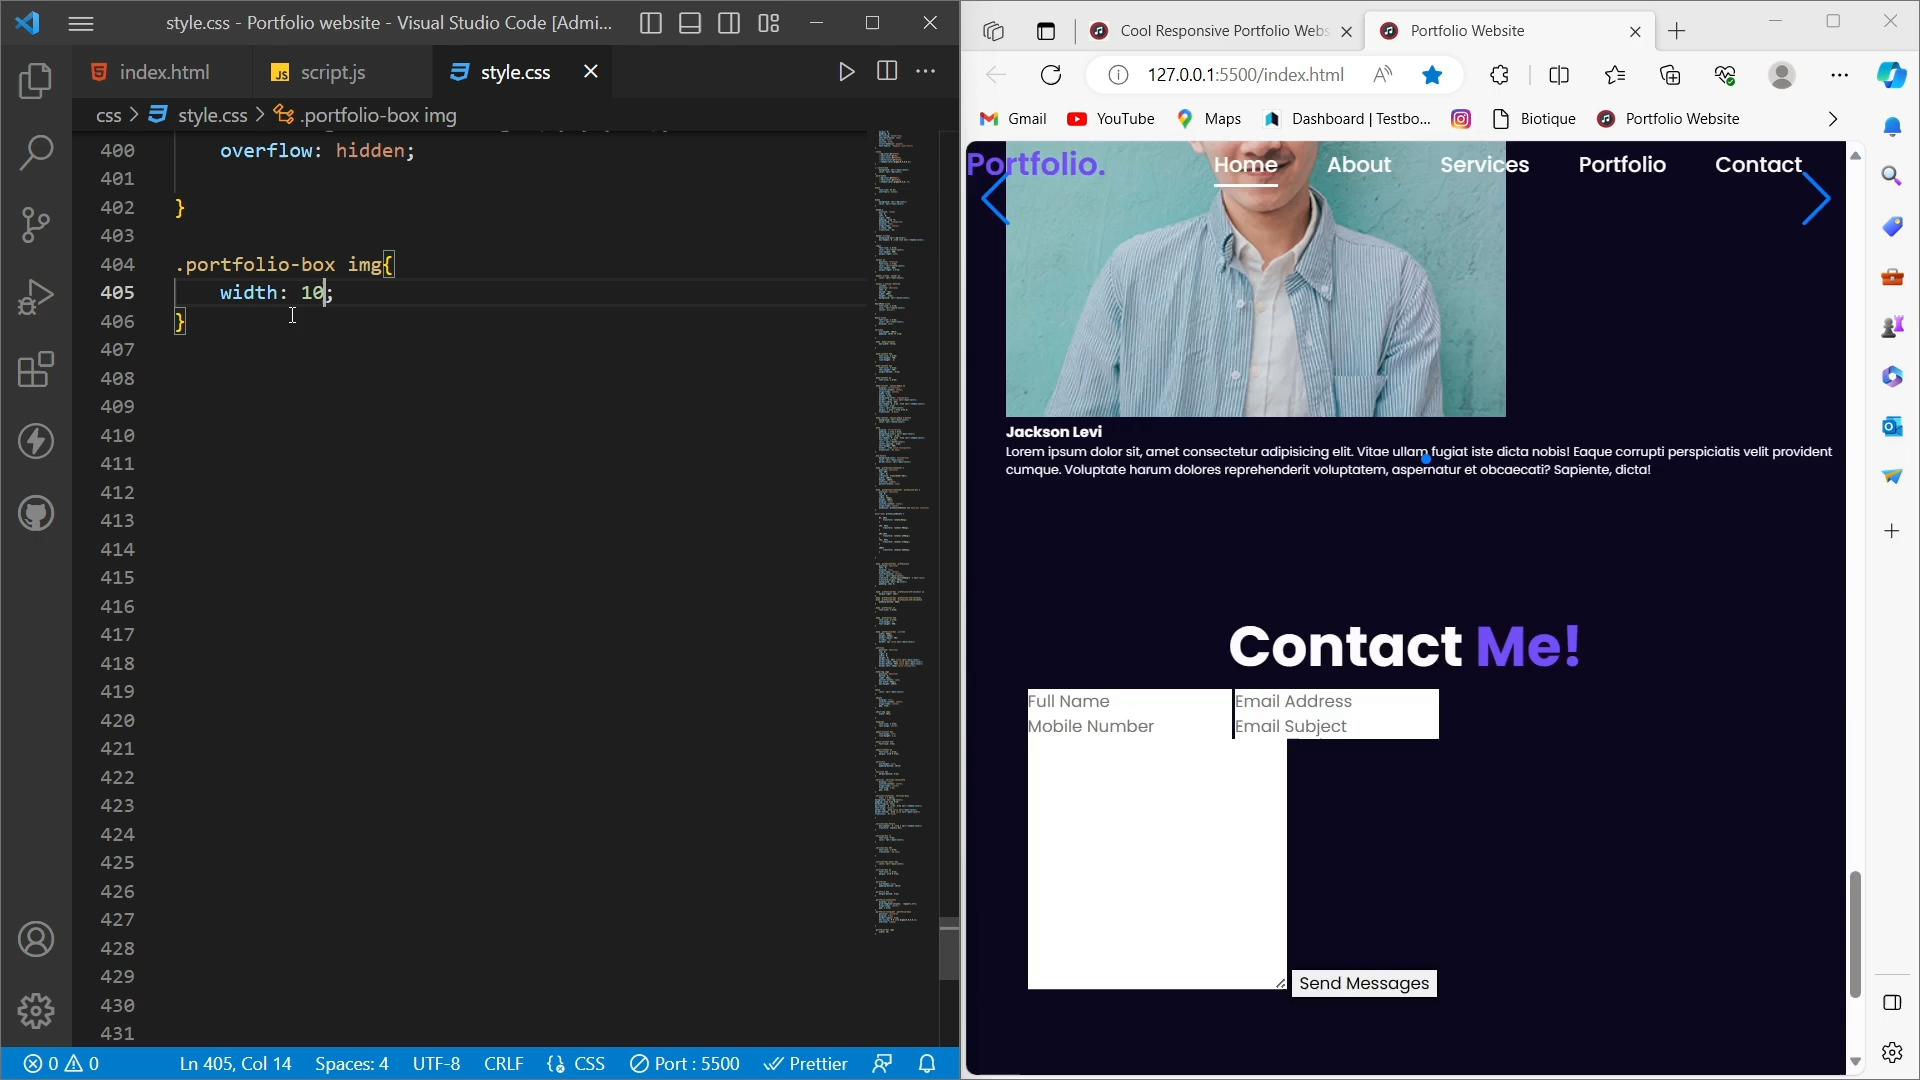 style.css - Portfolio website - Visual Studio Code [Admi...
index.html
script.js
style.css
css > style.css > .portfolio-box img
400 overflow: hidden;
401
402 }
403
404 .portfolio-box img{
405 width: 10;
406 }
407
408
409
410
411
412
413
414
415
416
417
418
419
420
421
422
423
424
425
426
427
428
429
430
431
0 0 Ln 405, Col 14 Spaces: 4 UTF-8 CRLF CSS Port : 5500 Prettier
Cool Responsive Portfolio Webs
Portfolio Website
127.0.0.1:5500/index.html
Gmail YouTube Maps Dashboard | Testbo... Biotique Portfolio Website
Portfolio. Home About Services Portfolio Contact
Jackson Levi
Lorem ipsum dolor sit, amet consectetur adipisicing elit. Vitae ullam fugiat iste dicta nobis! Eaque corrupti perspiciatis velit provident
cumque. Voluptate harum dolores reprehenderit voluptatem, aspernatur et obcaecati? Sapiente, dicta!
Contact Me!
Full Name Email Address
Mobile Number Email Subject
Send Messages